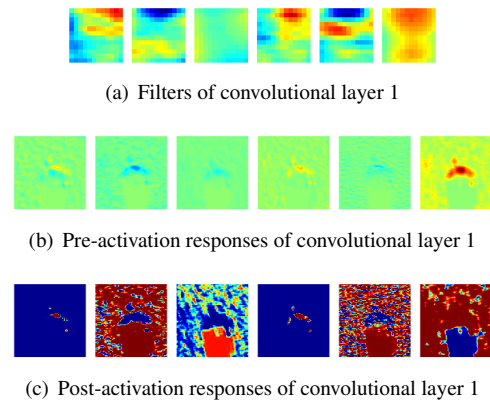 (a) Filters of convolutional layer 1
(b) Pre-activation responses of convolutional layer 1
(c) Post-activation responses of convolutional layer 1